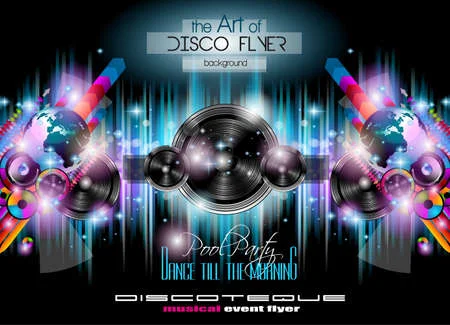 the Art of
DISCO FLYER
background
Pool Party
DANCE TILL THE MORNING
DISCOTEQUE
musical event flyer